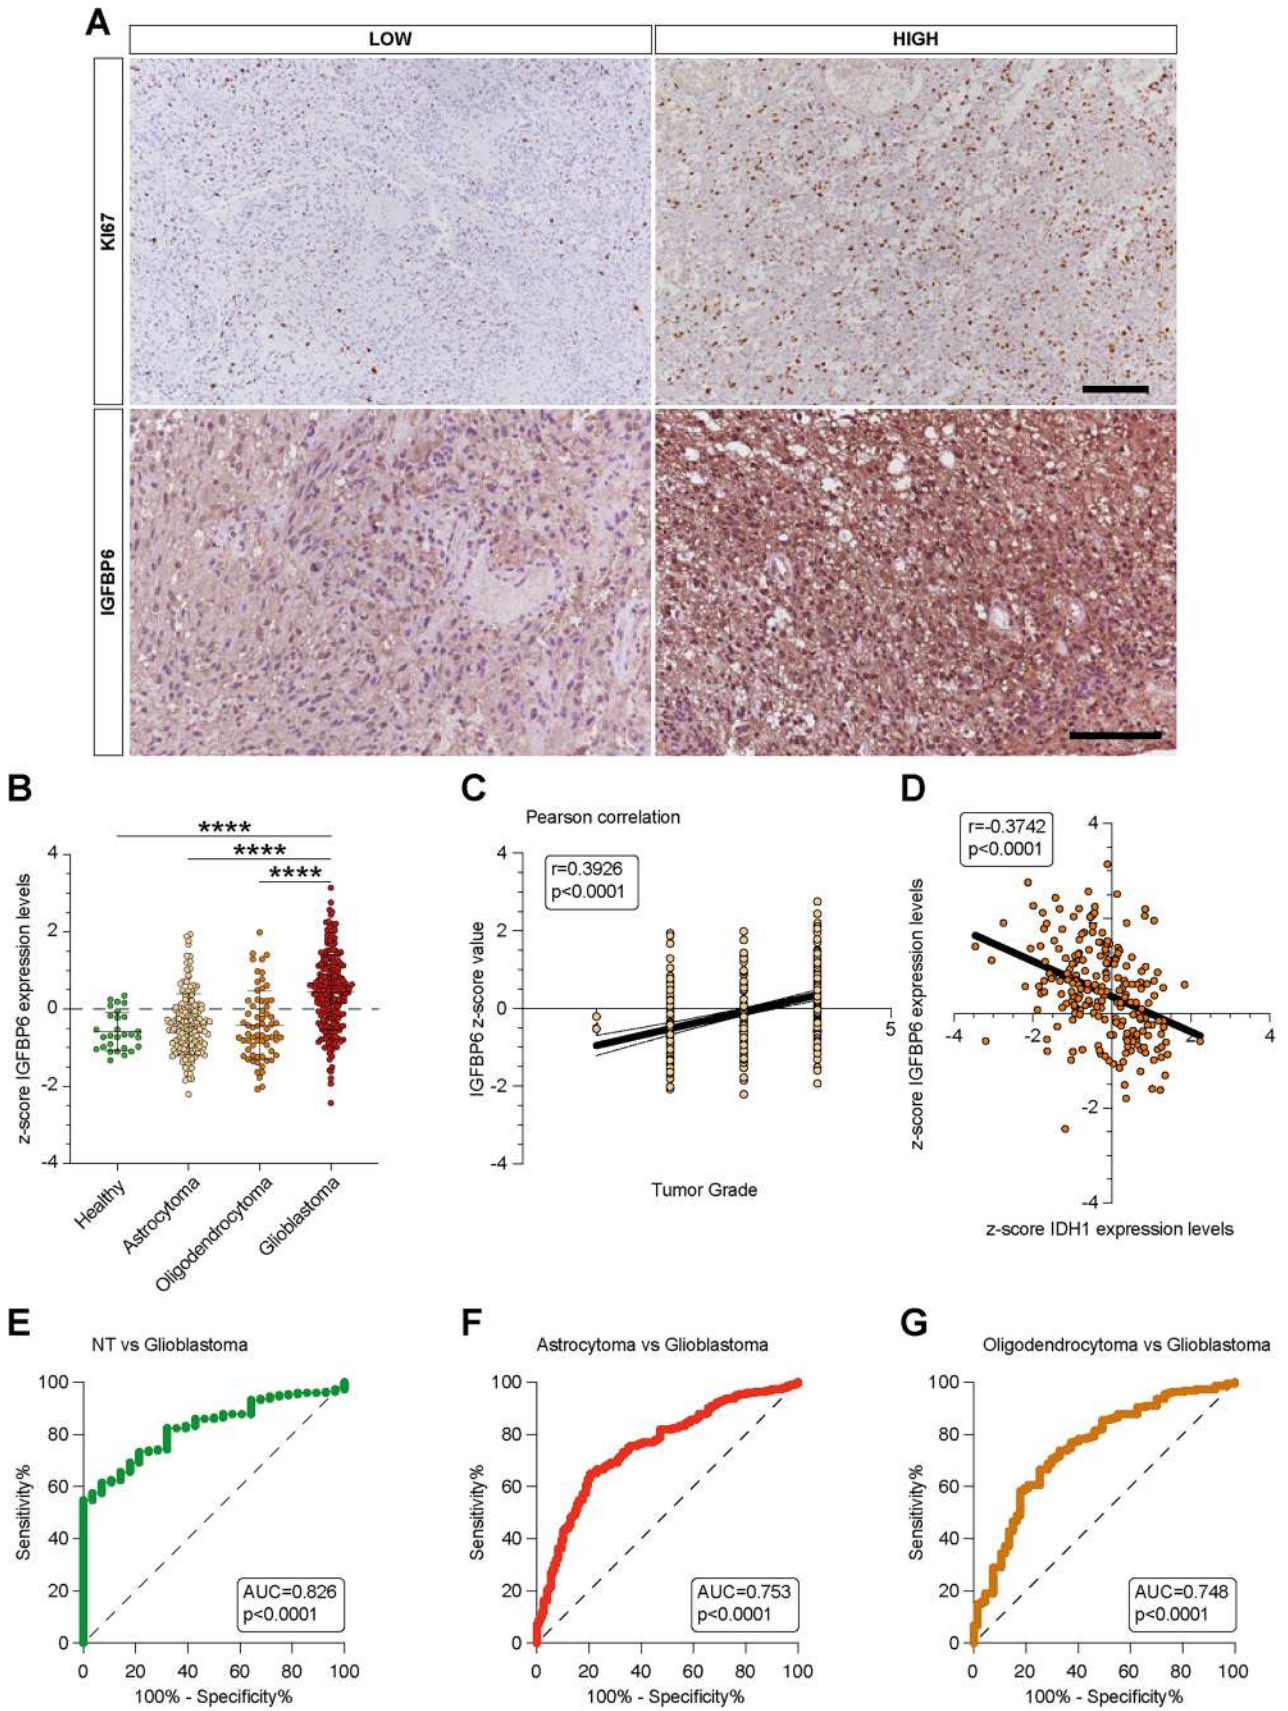 A
LOW
HIGH
KI67
IGFBP6
B
z-score IGFBP6 expression levels
4
2
0
-2
-4
****
****
****
Healthy
Astrocytoma
Oligodendrocytoma
Glioblastoma
C
Pearson correlation
r=0.3926
p<0.0001
IGFBP6 z-score value
4
2
0
-2
-4
5
Tumor Grade
D
r=-0.3742
p<0.0001
z-score IGFBP6 expression levels
4
-4
-2
2
4
-2
-4
z-score IDH1 expression levels
E
NT vs Glioblastoma
Sensitivity%
100
80
60
40
20
0
AUC=0.826
p<0.0001
0
20
40
60
80
100
100% - Specificity%
F
Astrocytoma vs Glioblastoma
Sensitivity%
100
80
60
40
20
0
AUC=0.753
p<0.0001
0
20
40
60
80
100
100% - Specificity%
G
Oligodendrocytoma vs Glioblastoma
Sensitivity%
100
80
60
40
20
0
AUC=0.748
p<0.0001
0
20
40
60
80
100
100% - Specificity%